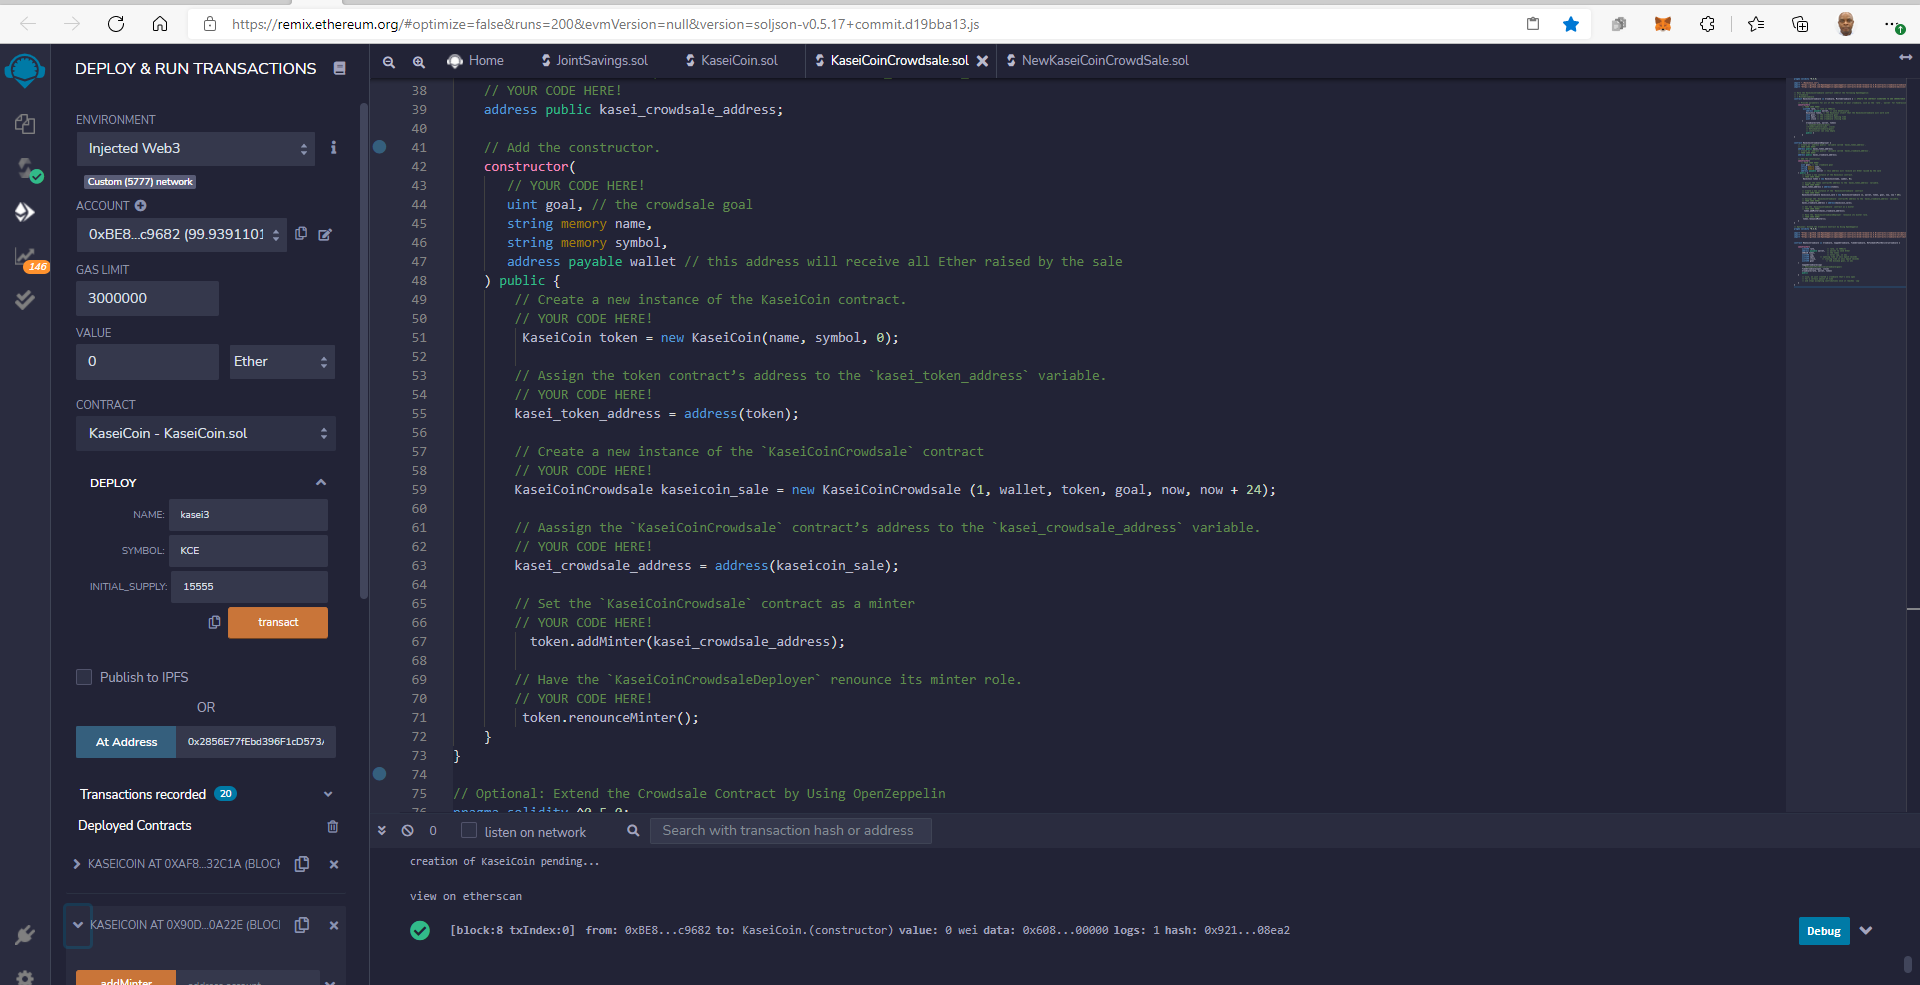 https://remix.ethereum.org/#optimize=false&runs=200&evmVersion=null&version=soljson-v0.5.17+commit.d19bba13.js
DEPLOY & RUN TRANSACTIONS
Home
JointSavings.sol
KaseiCoin.sol
KaseiCoinCrowdsale.sol
NewKaseiCoinCrowdSale.sol
ENVIRONMENT
Injected Web3
Custom (5777) network
ACCOUNT
0xBE8...c9682 (99.9391101
146
GAS LIMIT
3000000
VALUE
0
Ether
CONTRACT
KaseiCoin - KaseiCoin.sol
DEPLOY
NAME: kasei3
SYMBOL: KCE
INITIAL_SUPPLY: 15555
transact
Publish to IPFS
OR
At Address 0x2856E77fEbd396F1cD573
Transactions recorded 20
Deployed Contracts
KASEICOIN AT 0XAF8...32C1A (BLOCK
KASEICOIN AT 0X90D...0A22E (BLOCK
addMinter address account
38 // YOUR CODE HERE!
39 address public kasei_crowdsale_address;
40
41 // Add the constructor.
42 constructor(
43 // YOUR CODE HERE!
44 uint goal, // the crowdsale goal
45 string memory name,
46 string memory symbol,
47 address payable wallet // this address will receive all Ether raised by the sale
48 ) public {
49 // Create a new instance of the KaseiCoin contract.
50 // YOUR CODE HERE!
51 KaseiCoin token = new KaseiCoin(name, symbol, 0);
52
53 // Assign the token contract’s address to the `kasei_token_address` variable.
54 // YOUR CODE HERE!
55 kasei_token_address = address(token);
56
57 // Create a new instance of the `KaseiCoinCrowdsale` contract
58 // YOUR CODE HERE!
59 KaseiCoinCrowdsale kaseicoin_sale = new KaseiCoinCrowdsale (1, wallet, token, goal, now, now + 24);
60
61 // Aassign the `KaseiCoinCrowdsale` contract’s address to the `kasei_crowdsale_address` variable.
62 // YOUR CODE HERE!
63 kasei_crowdsale_address = address(kaseicoin_sale);
64
65 // Set the `KaseiCoinCrowdsale` contract as a minter
66 // YOUR CODE HERE!
67 token.addMinter(kasei_crowdsale_address);
68
69 // Have the `KaseiCoinCrowdsaleDeployer` renounce its minter role.
70 // YOUR CODE HERE!
71 token.renounceMinter();
72 }
73 }
74
75 // Optional: Extend the Crowdsale Contract by Using OpenZeppelin
76 pragma solidity ^0.5.0;
0
listen on network
Search with transaction hash or address
creation of KaseiCoin pending...
view on etherscan
[block:8 txIndex:0] from: 0xBE8...c9682 to: KaseiCoin.(constructor) value: 0 wei data: 0x608...00000 logs: 1 hash: 0x921...08ea2
Debug